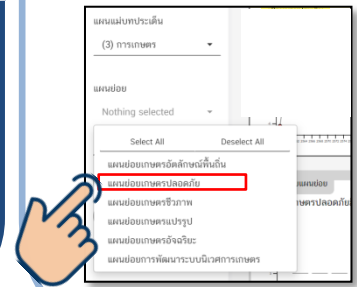 แผนแม่บทประเด็น
(3) การเกษตร
แผนย่อย
Nothing selected
Select All Deselect All
แผนย่อยเกษตรอัตลักษณ์พื้นถิ่น
แผนย่อยเกษตรปลอดภัย
แผนย่อยเกษตรชีวภาพ
แผนย่อยเกษตรแปรรูป
แผนย่อยเกษตรอัจฉริยะ
แผนย่อยการพัฒนาระบบนิเวศการเกษตร
แผนย่อย
เกษตรปลอดภัย